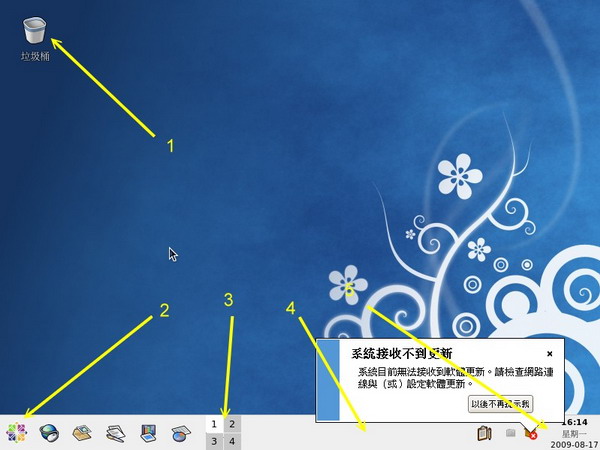 垃圾桶
1
2
3
4
5
系統接收不到更新
系統目前無法接收到軟體更新。請檢查網路連
線與（或）設定軟體更新。
以後不再提示我
1 2
3 4
16:14
星期一
2009-08-17